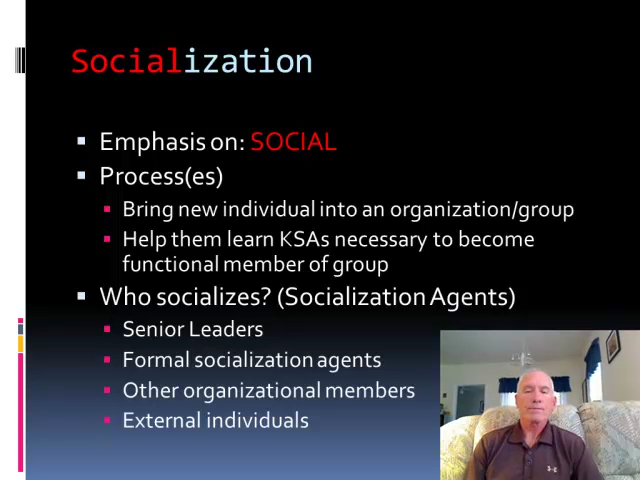 Socialization
Emphasis on: SOCIAL
Process(es)
Bring new individual into an organization/group
Help them learn KSAs necessary to become
functional member of group
Who socializes? (Socialization Agents)
Senior Leaders
Formal socialization agents
Other organizational members
External individuals